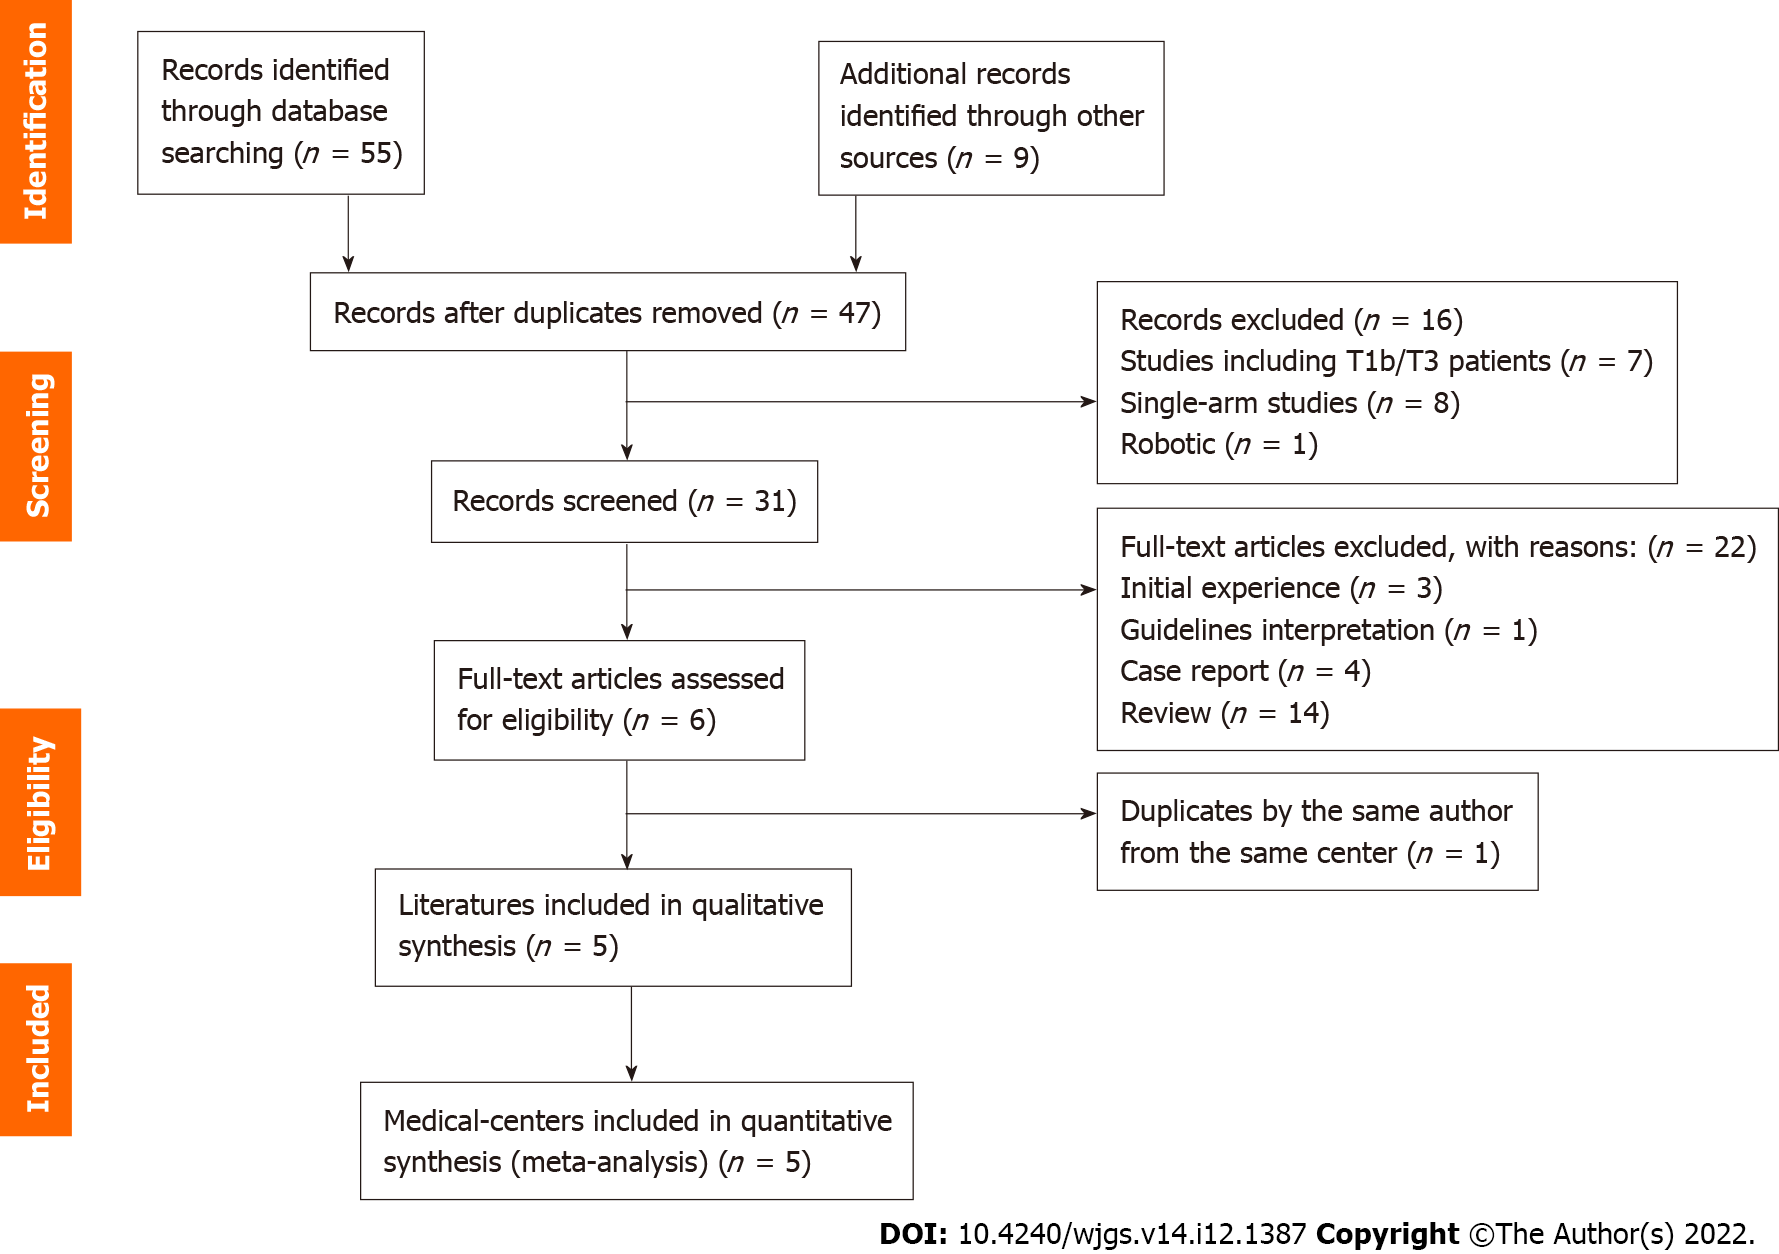 Identification
Records identified
through database
searching (n = 55)
Additional records
identified through other
sources (n = 9)
Records after duplicates removed (n = 47)
Records excluded (n = 16)
Studies including T1b/T3 patients (n = 7)
Single-arm studies (n = 8)
Robotic (n = 1)
Screening
Records screened (n = 31)
Full-text articles excluded, with reasons: (n = 22)
Initial experience (n = 3)
Guidelines interpretation (n = 1)
Case report (n = 4)
Review (n = 14)
Full-text articles assessed
for eligibility (n = 6)
Eligibility
Duplicates by the same author
from the same center (n = 1)
Literatures included in qualitative
synthesis (n = 5)
Included
Medical-centers included in quantitative
synthesis (meta-analysis) (n = 5)
DOI: 10.4240/wjgs.v14.i12.1387 Copyright ©The Author(s) 2022.